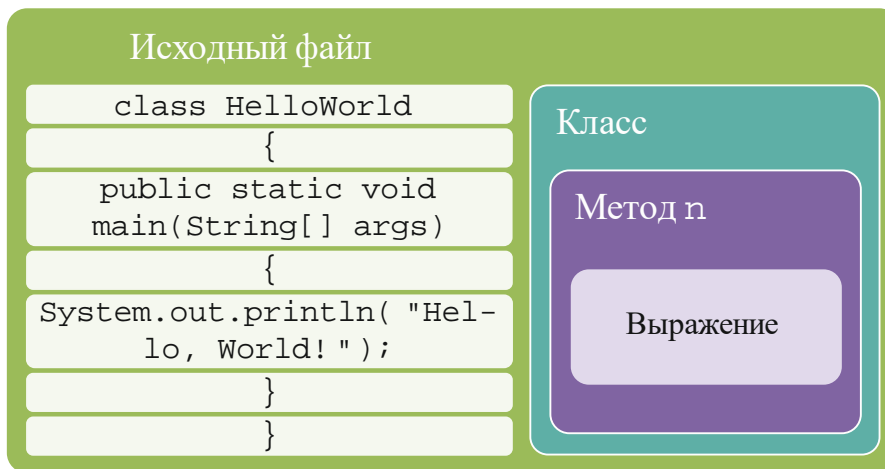 Исходный файл
class HelloWorld
{
public static void
main(String[] args)
{
System.out.println( "Hel-
lo, World! ");
}
}
Класс
Метод n
Выражение